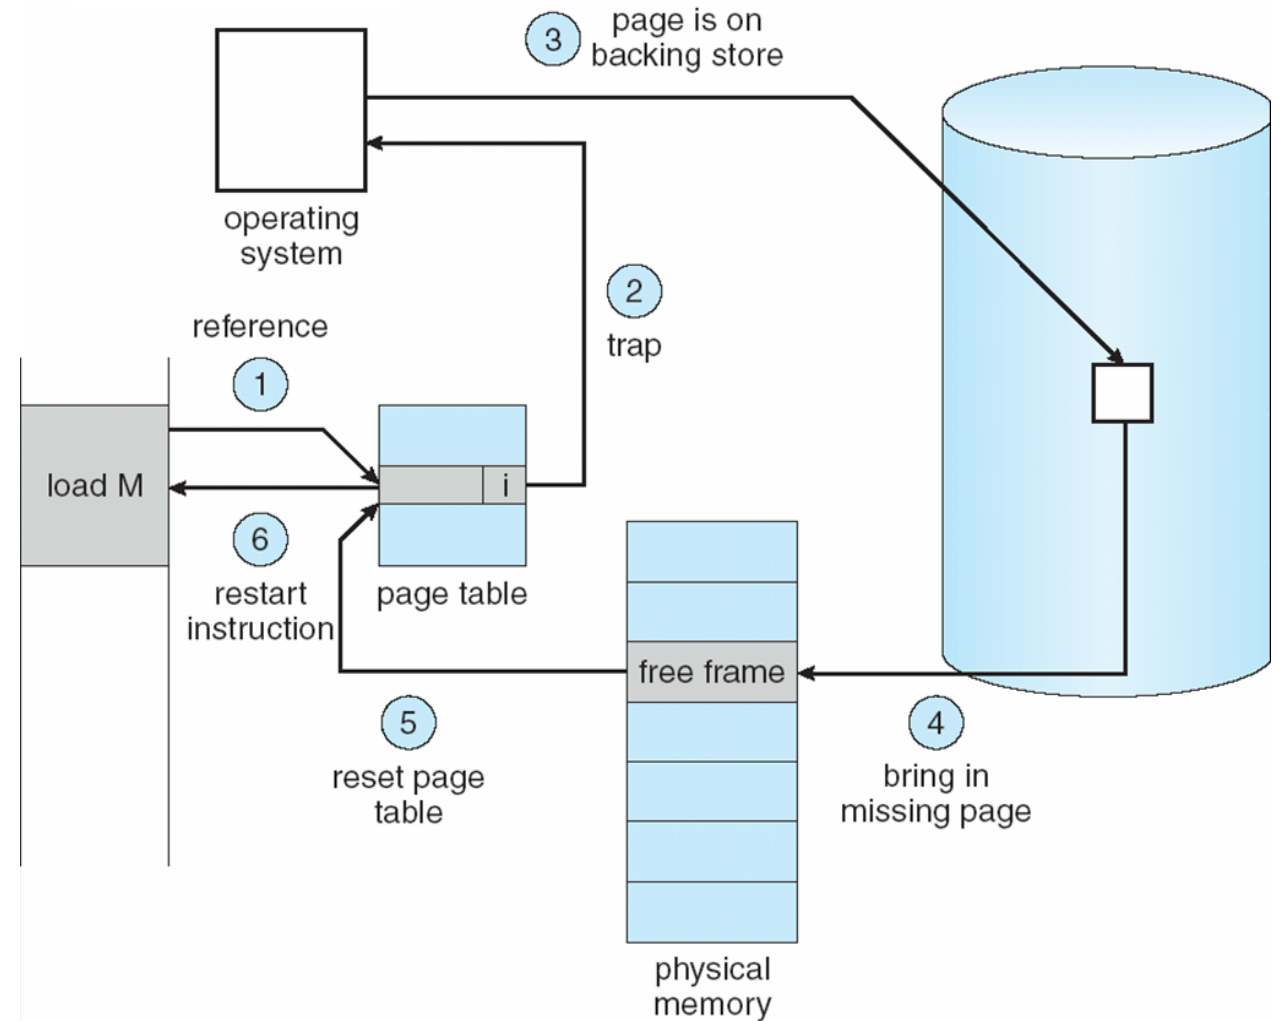 3
page is on
backing store
operating
system
2
trap
reference
1
load M
i
6
restart
instruction
page table
free frame
5
reset page
table
4
bring in
missing page
physical
memory